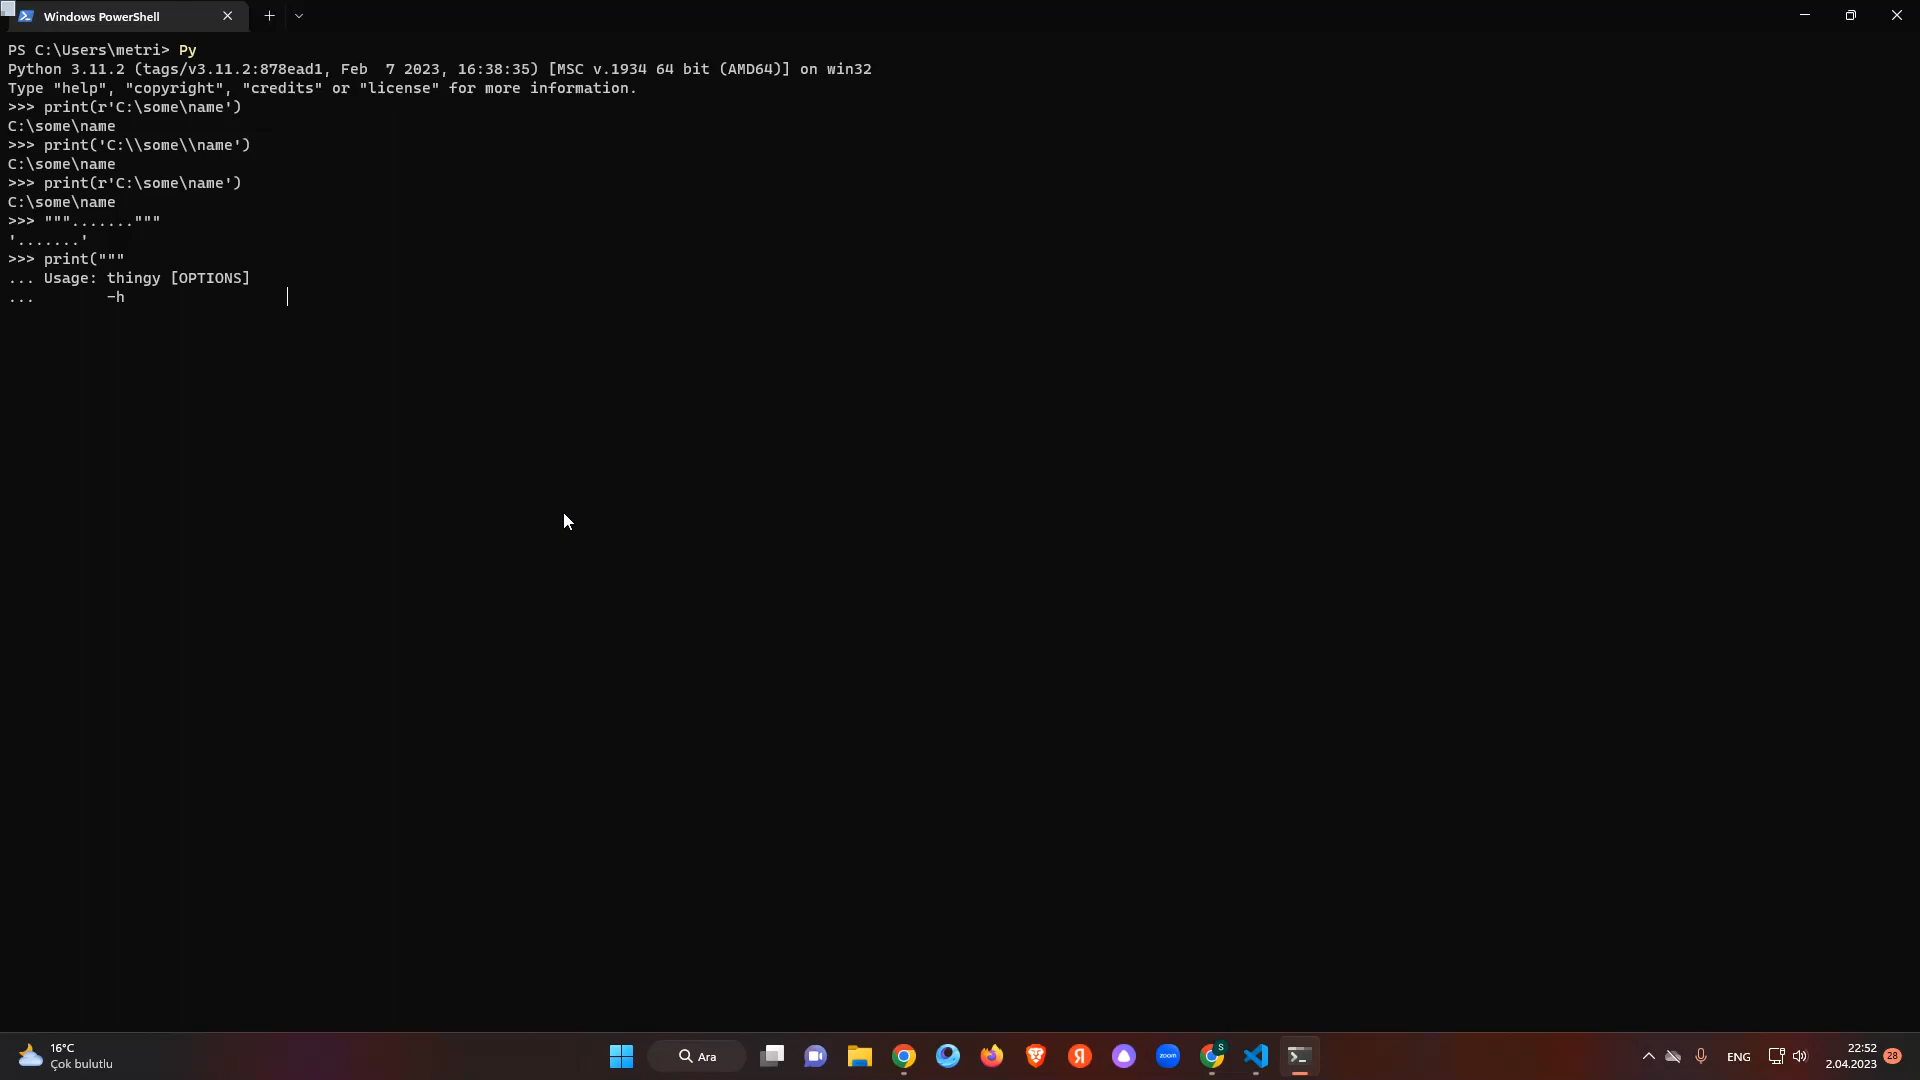 Windows PowerShell
PS C:\Users\metri> Py
Python 3.11.2 (tags/v3.11.2:878ead1, Feb  7 2023, 16:38:35) [MSC v.1934 64 bit (AMD64)] on win32
Type "help", "copyright", "credits" or "license" for more information.
>>> print(r'C:\some\name')
C:\some\name
>>> print('C:\\some\\name')
C:\some\name
>>> print(r'C:\some\name')
C:\some\name
>>> """......."""
'.......'
>>> print("""
... Usage: thingy [OPTIONS]
...        -h
16°C
Çok bulutlu
Ara
zoom
S
ENG
22:52
2.04.2023
28